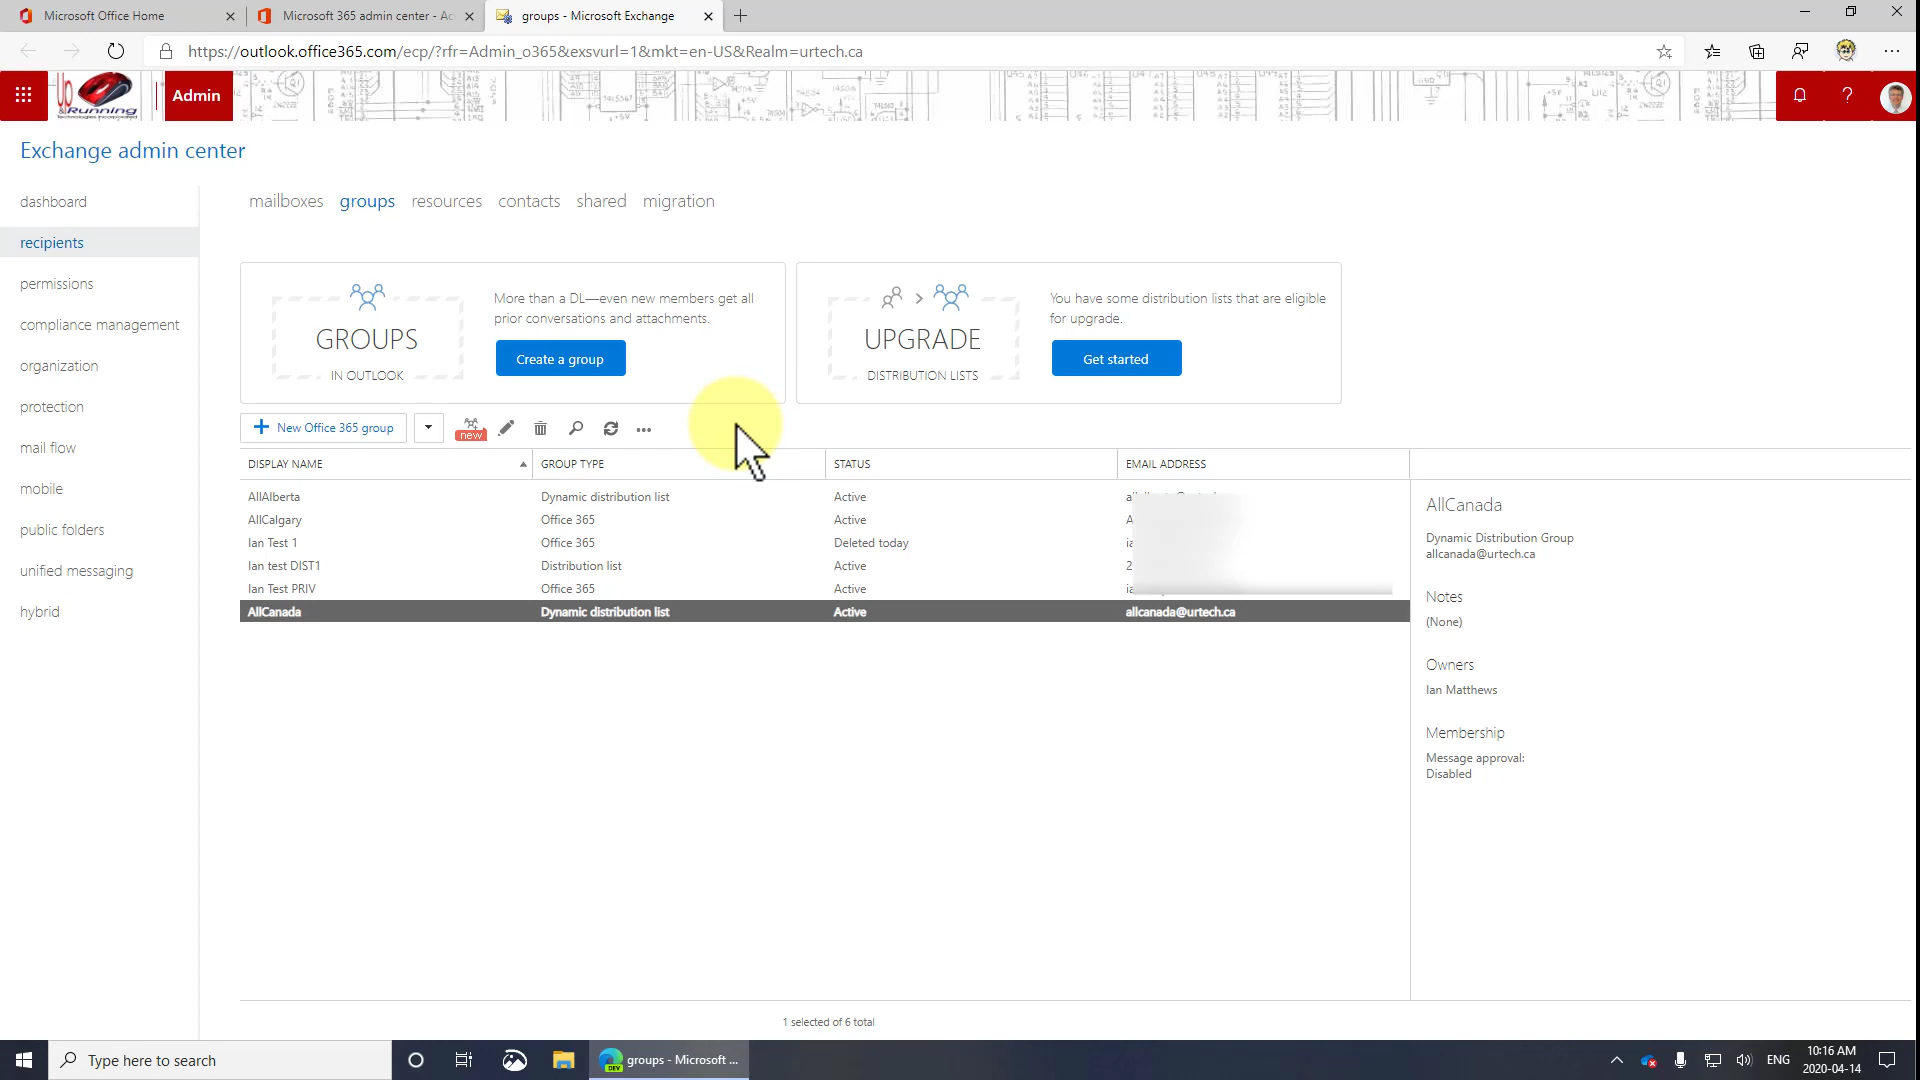 Microsoft Office Home
Microsoft 365 admin center - Ac
groups - Microsoft Exchange
https://outlook.office365.com/ecp/?rfr=Admin_o365&exsvurl=1&mkt=en-US&Realm=urtech.ca
Up
Running
Technologies Incorporated
Admin
?
Exchange admin center
dashboard
recipients
permissions
compliance management
organization
protection
mail flow
mobile
public folders
unified messaging
hybrid
mailboxes groups resources contacts shared migration
GROUPS
IN OUTLOOK
More than a DL—even new members get all
prior conversations and attachments.
Create a group
UPGRADE
DISTRIBUTION LISTS
You have some distribution lists that are eligible
for upgrade.
Get started
New Office 365 group
new
DISPLAY NAME GROUP TYPE STATUS EMAIL ADDRESS
AllAlberta Dynamic distribution list Active
AllCalgary Office 365 Active A
Ian Test 1 Office 365 Deleted today ia
Ian test DIST1 Distribution list Active 2
Ian Test PRIV Office 365 Active ia
AllCanada Dynamic distribution list Active allcanada@urtech.ca
AllCanada
Dynamic Distribution Group
allcanada@urtech.ca
Notes
(None)
Owners
Ian Matthews
Membership
Message approval:
Disabled
1 selected of 6 total
Type here to search
DEV
groups - Microsoft ...
ENG
10:16 AM
2020-04-14